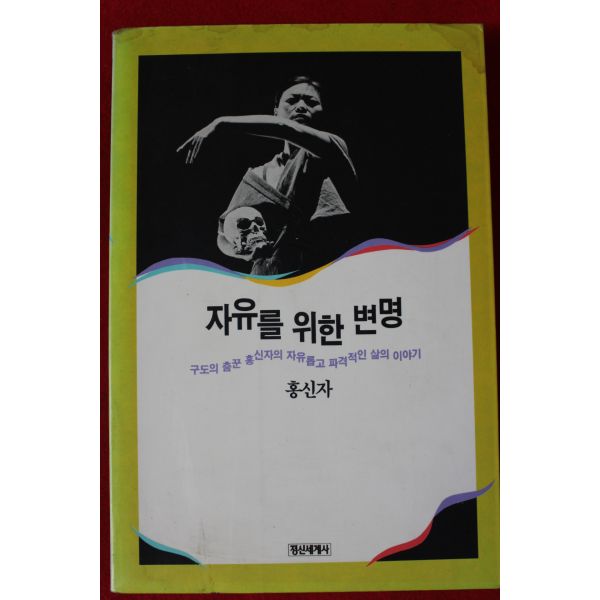 자유를 위한 변명
구도의 춤꾼 홍신자의 자유롭고 파격적인 삶의 이야기
홍신자
정신세계사